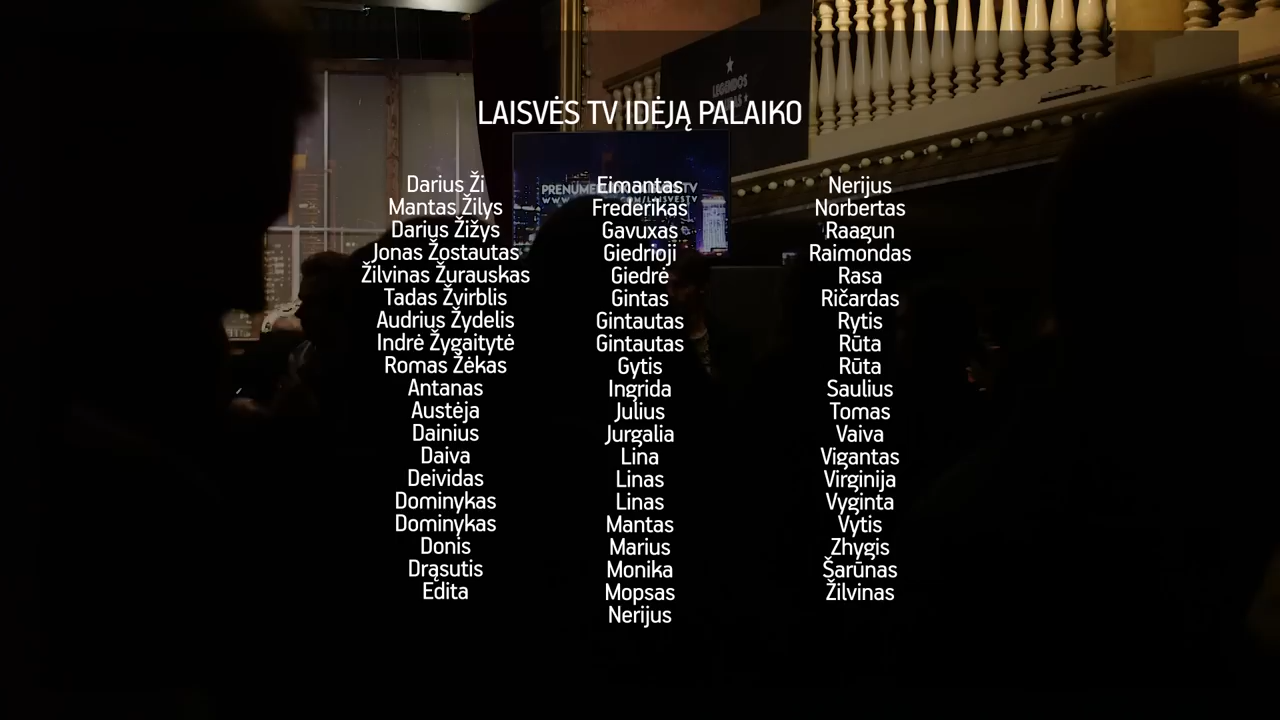 LAISVĖS TV IDĖJĄ PALAIKO
Darius Ži
Mantas Žilys
Darius Žižys
Jonas Žostautas
Žilvinas Žurauskas
Tadas Žvirblis
Audrius Žydelis
Indrė Žygaitytė
Romas Žėkas
Antanas
Austėja
Dainius
Daiva
Deividas
Dominykas
Dominykas
Donis
Drąsutis
Edita
Eimantas
Frederikas
Gavuxas
Giedrioji
Giedrė
Gintas
Gintautas
Gintautas
Gytis
Ingrida
Julius
Jurgalia
Lina
Linas
Linas
Mantas
Marius
Monika
Mopsas
Nerijus
Nerijus
Norbertas
Raagun
Raimondas
Rasa
Ričardas
Rytis
Rūta
Rūta
Saulius
Tomas
Vaiva
Vigantas
Virginija
Vyginta
Vytis
Zhygis
Šarūnas
Žilvinas
LEGENDOS